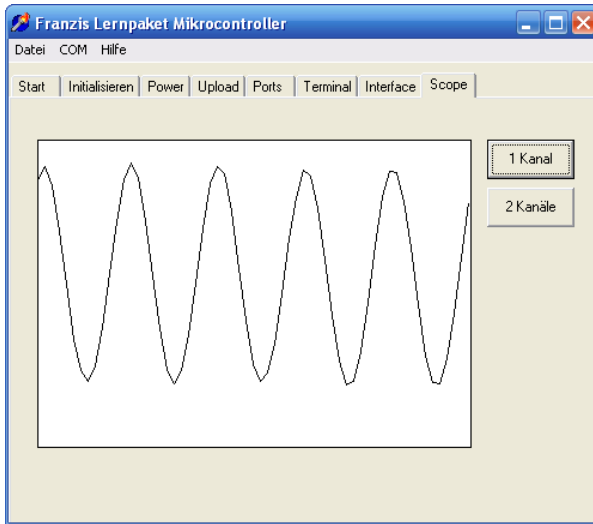 Franzis Lernpaket Mikrocontroller
Datei COM Hilfe
Start Initialisieren Power Upload Ports Terminal Interface Scope
1 Kanal
2 Kanäle